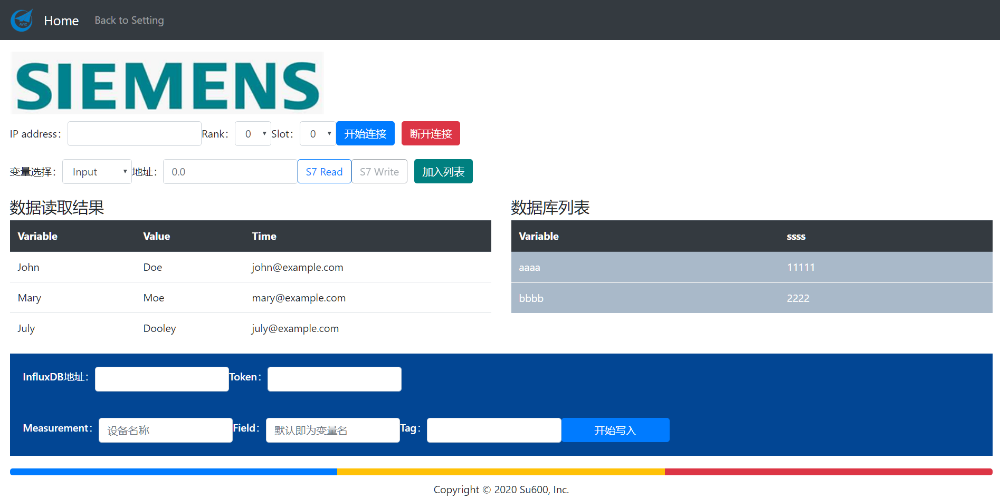 AVIC
Home Back to Setting
SIEMENS
IP address： Rank： 0 Slot： 0 开始连接 断开连接
变量选择： Input 地址： 0.0 S7 Read S7 Write 加入列表
数据读取结果
Variable Value Time
John Doe john@example.com
Mary Moe mary@example.com
July Dooley july@example.com
数据库列表
Variable ssss
aaaa 11111
bbbb 2222
InfluxDB地址： Token：
Measurement： 设备名称 Field： 默认即为变量名 Tag： 开始写入
Copyright © 2020 Su600, Inc.